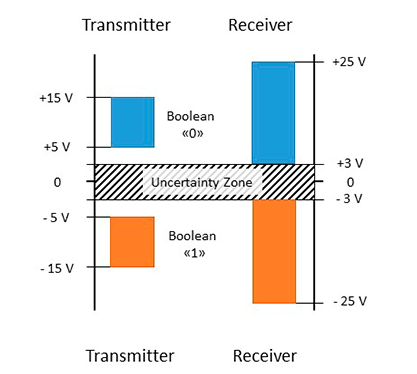 Transmitter Receiver
+25 V
+15 V
Boolean
«0»
+5 V
+3 V
0 Uncertainty Zone 0
- 3 V
- 5 V
Boolean
«1»
- 15 V
- 25 V
Transmitter Receiver